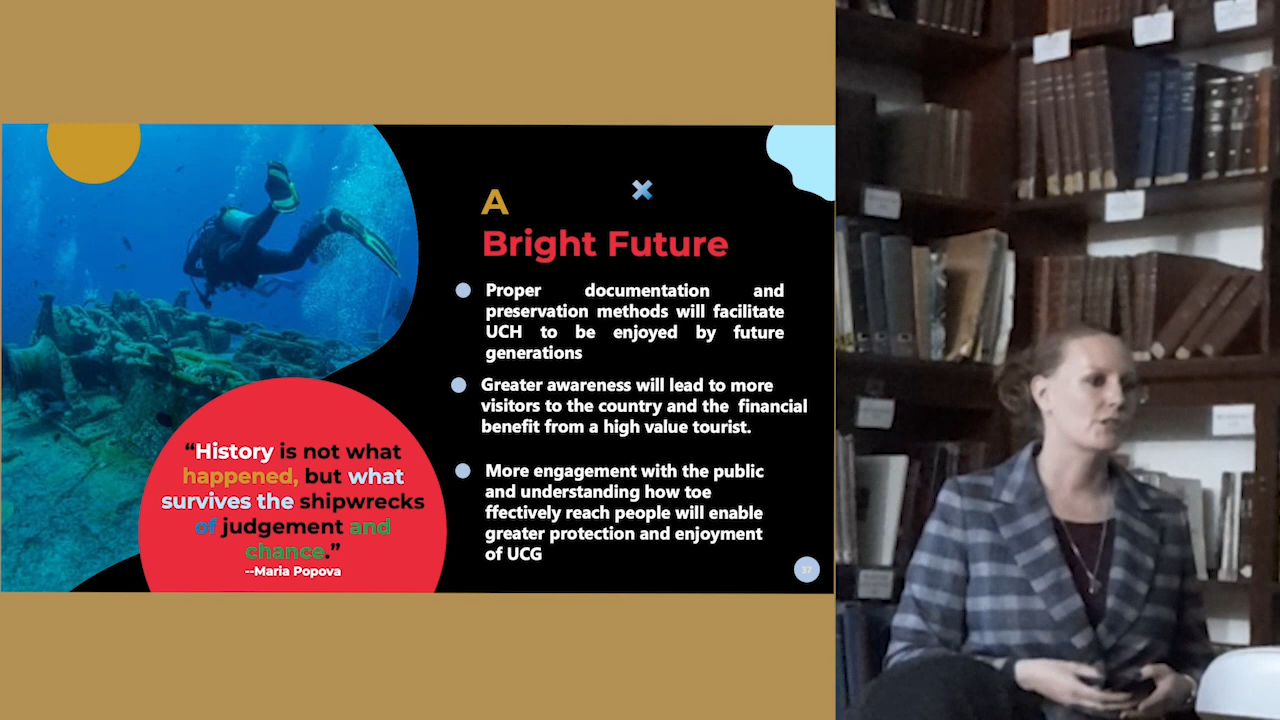 A
Bright Future
Proper documentation and
preservation methods will facilitate
UCH to be enjoyed by future
generations
Greater awareness will lead to more
visitors to the country and the financial
benefit from a high value tourist.
More engagement with the public
and understanding how toe
ffectively reach people will enable
greater protection and enjoyment
of UCG
“History is not what
happened, but what
survives the shipwrecks
of judgement and
chance.”
--Maria Popova
37